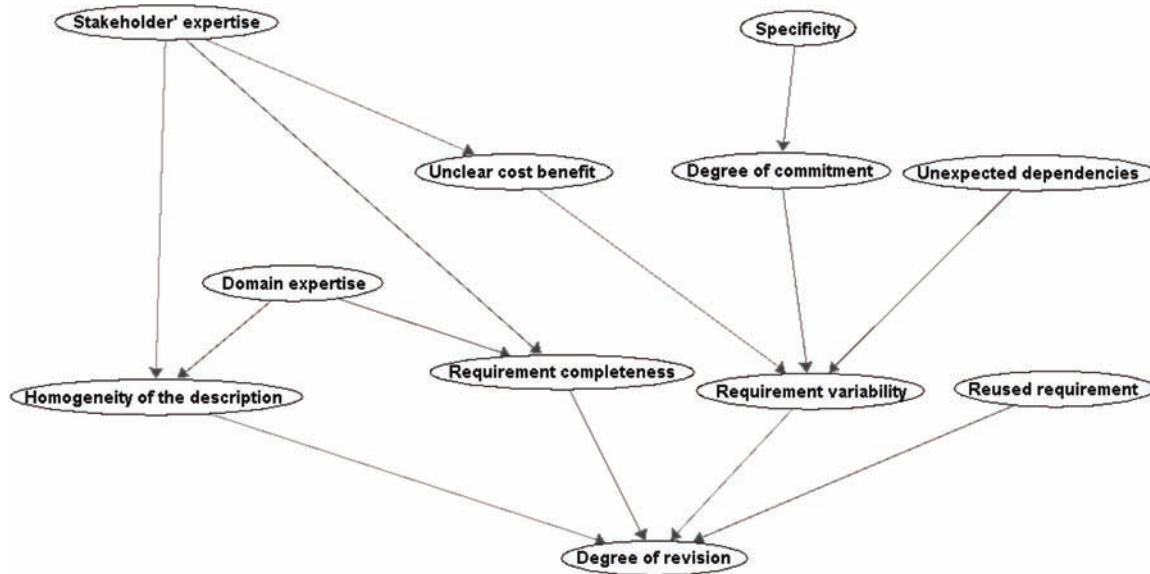 Stakeholder' expertise
Specificity
Unclear cost benefit
Degree of commitment
Unexpected dependencies
Domain expertise
Requirement completeness
Homogeneity of the description
Requirement variability
Reused requirement
Degree of revision